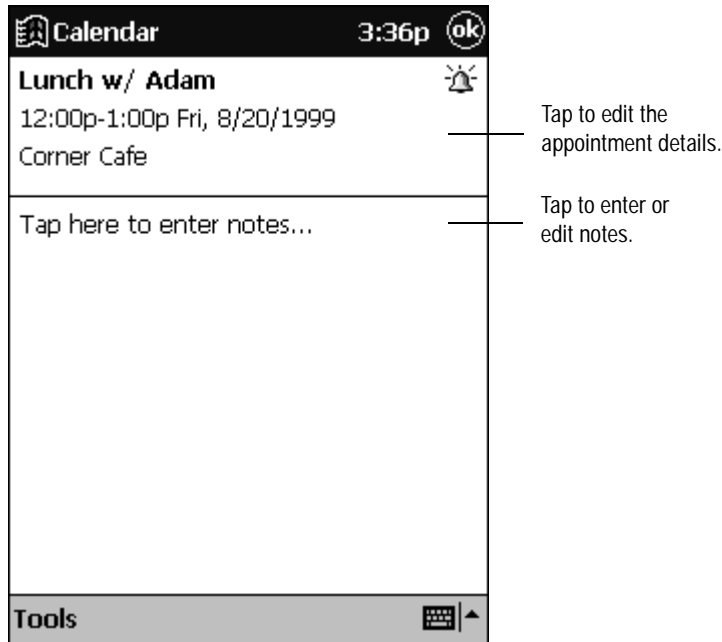 Calendar 3:36p ok
Lunch w/ Adam
12:00p-1:00p Fri, 8/20/1999
Corner Cafe
Tap to edit the
appointment details.
Tap here to enter notes...
Tap to enter or
edit notes.
Tools